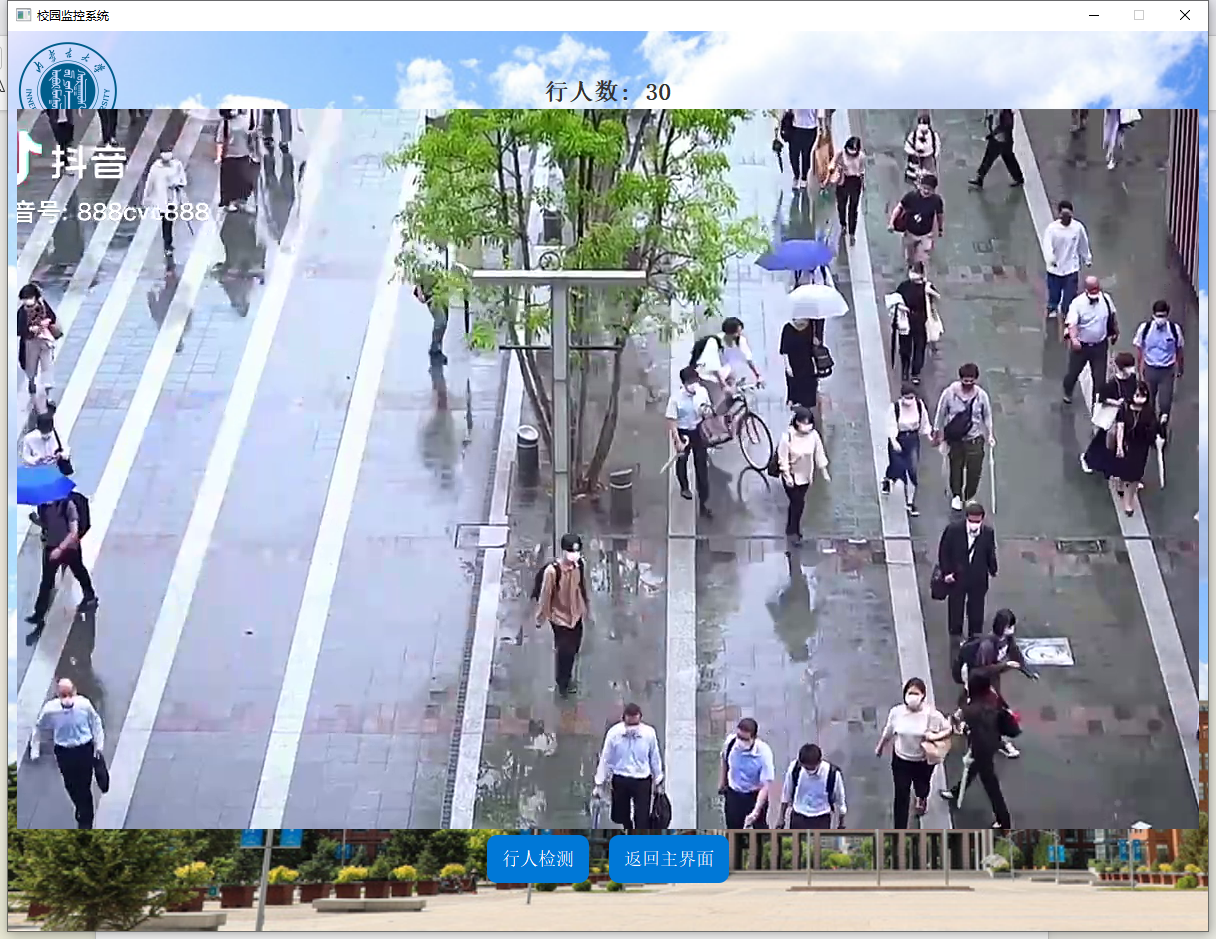 校园监控系统
行人数: 30
抖音
音号: 888cvt888
行人检测
返回主界面